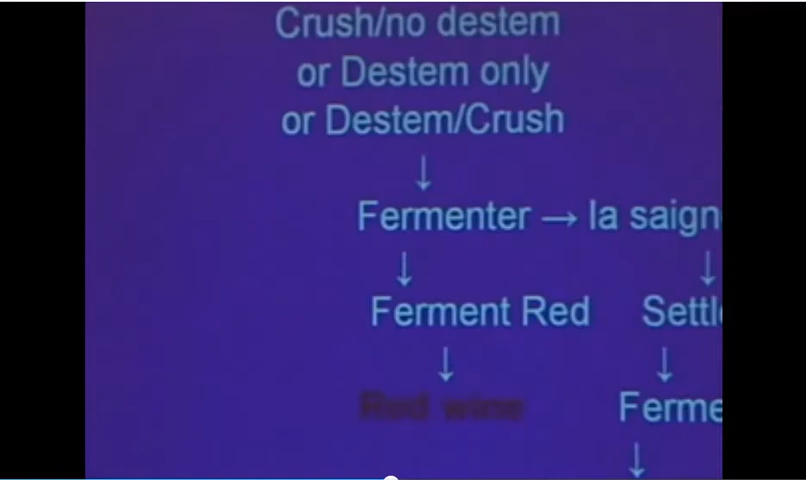 Crush/no destem
or Destem only
or Destem/Crush
↓
Fermenter → la saign
↓ ↓
Ferment Red Settl
↓ ↓
Red wine Ferme
↓